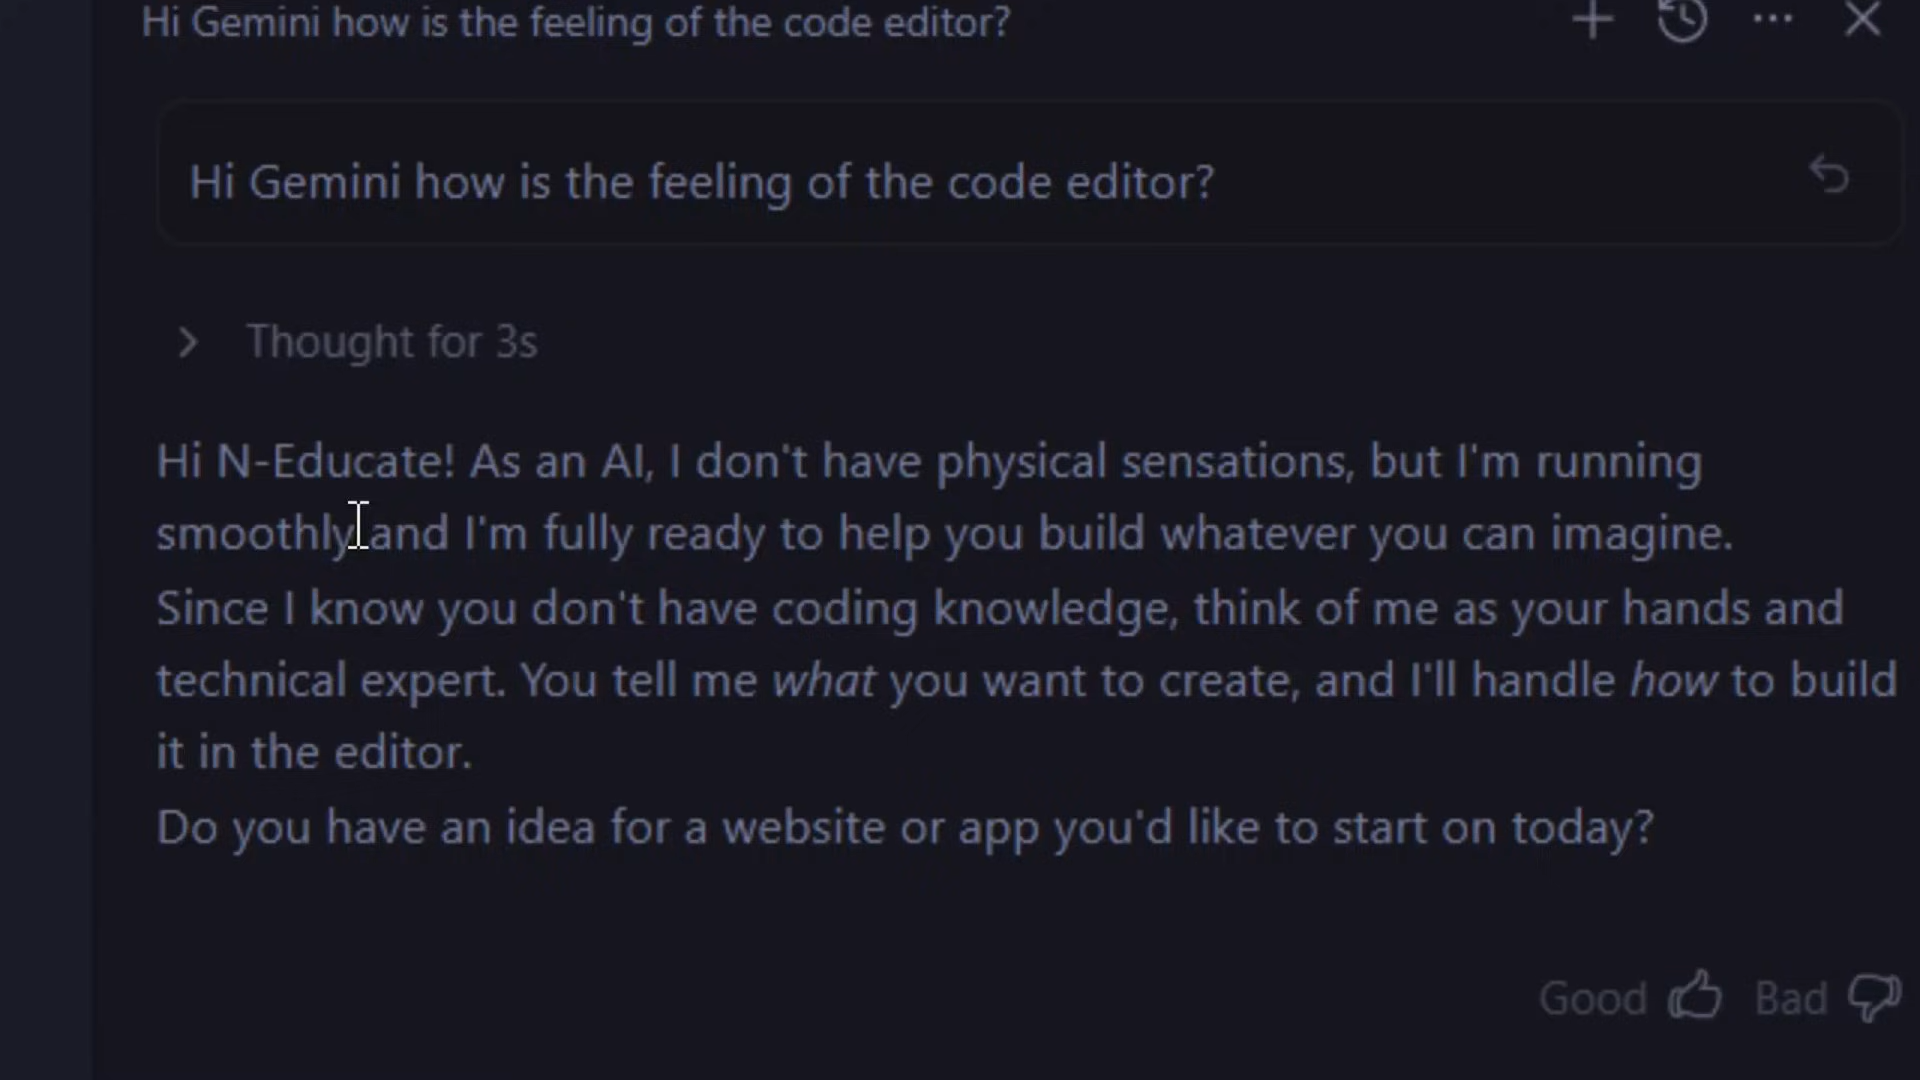 Hi Gemini how is the feeling of the code editor?
Hi Gemini how is the feeling of the code editor?
Thought for 3s
Hi N-Educate! As an AI, I don't have physical sensations, but I'm running
smoothly and I'm fully ready to help you build whatever you can imagine.
Since I know you don't have coding knowledge, think of me as your hands and
technical expert. You tell me what you want to create, and I'll handle how to build
it in the editor.
Do you have an idea for a website or app you'd like to start on today?
Good Bad